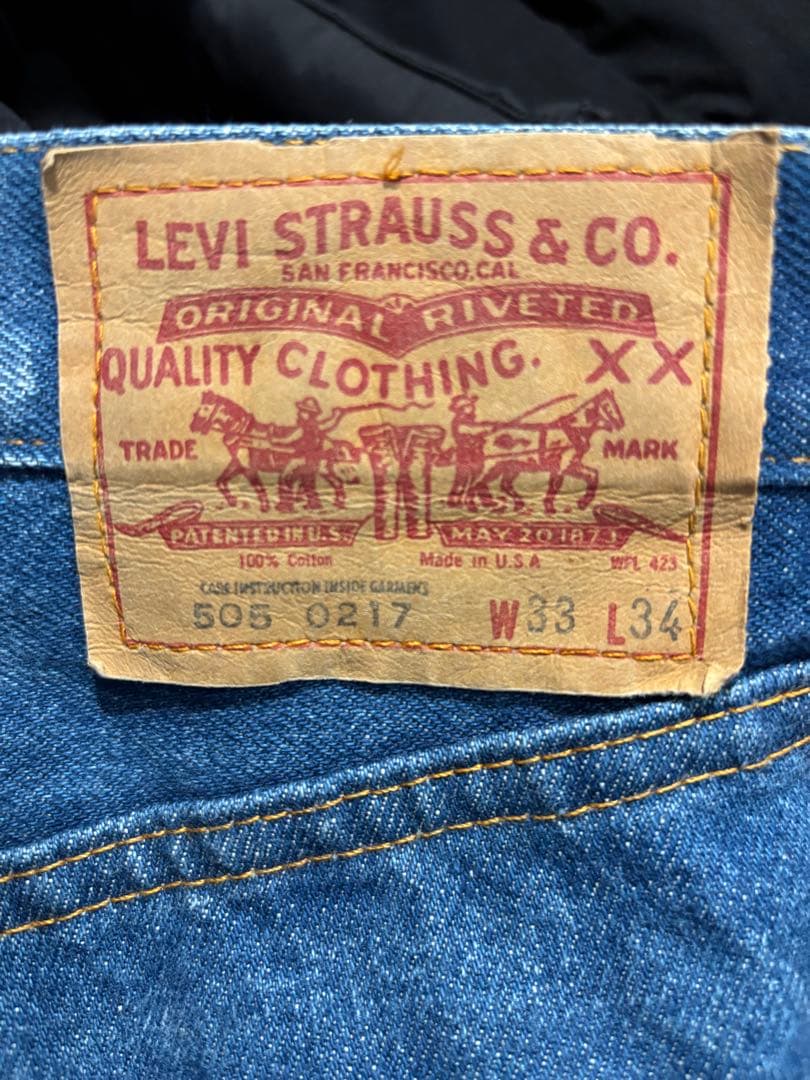 LEVI STRAUSS & CO.
SAN FRANCISCO, CAL
ORIGINAL RIVETED
QUALITY CLOTHING. XX
TRADE MARK
PATENTED IN U.S. MAY 20 1873
100% Cotton Made in U.S.A WPL 423
CARE INSTRUCTION INSIDE GARMENT
505 0217 W33 L34